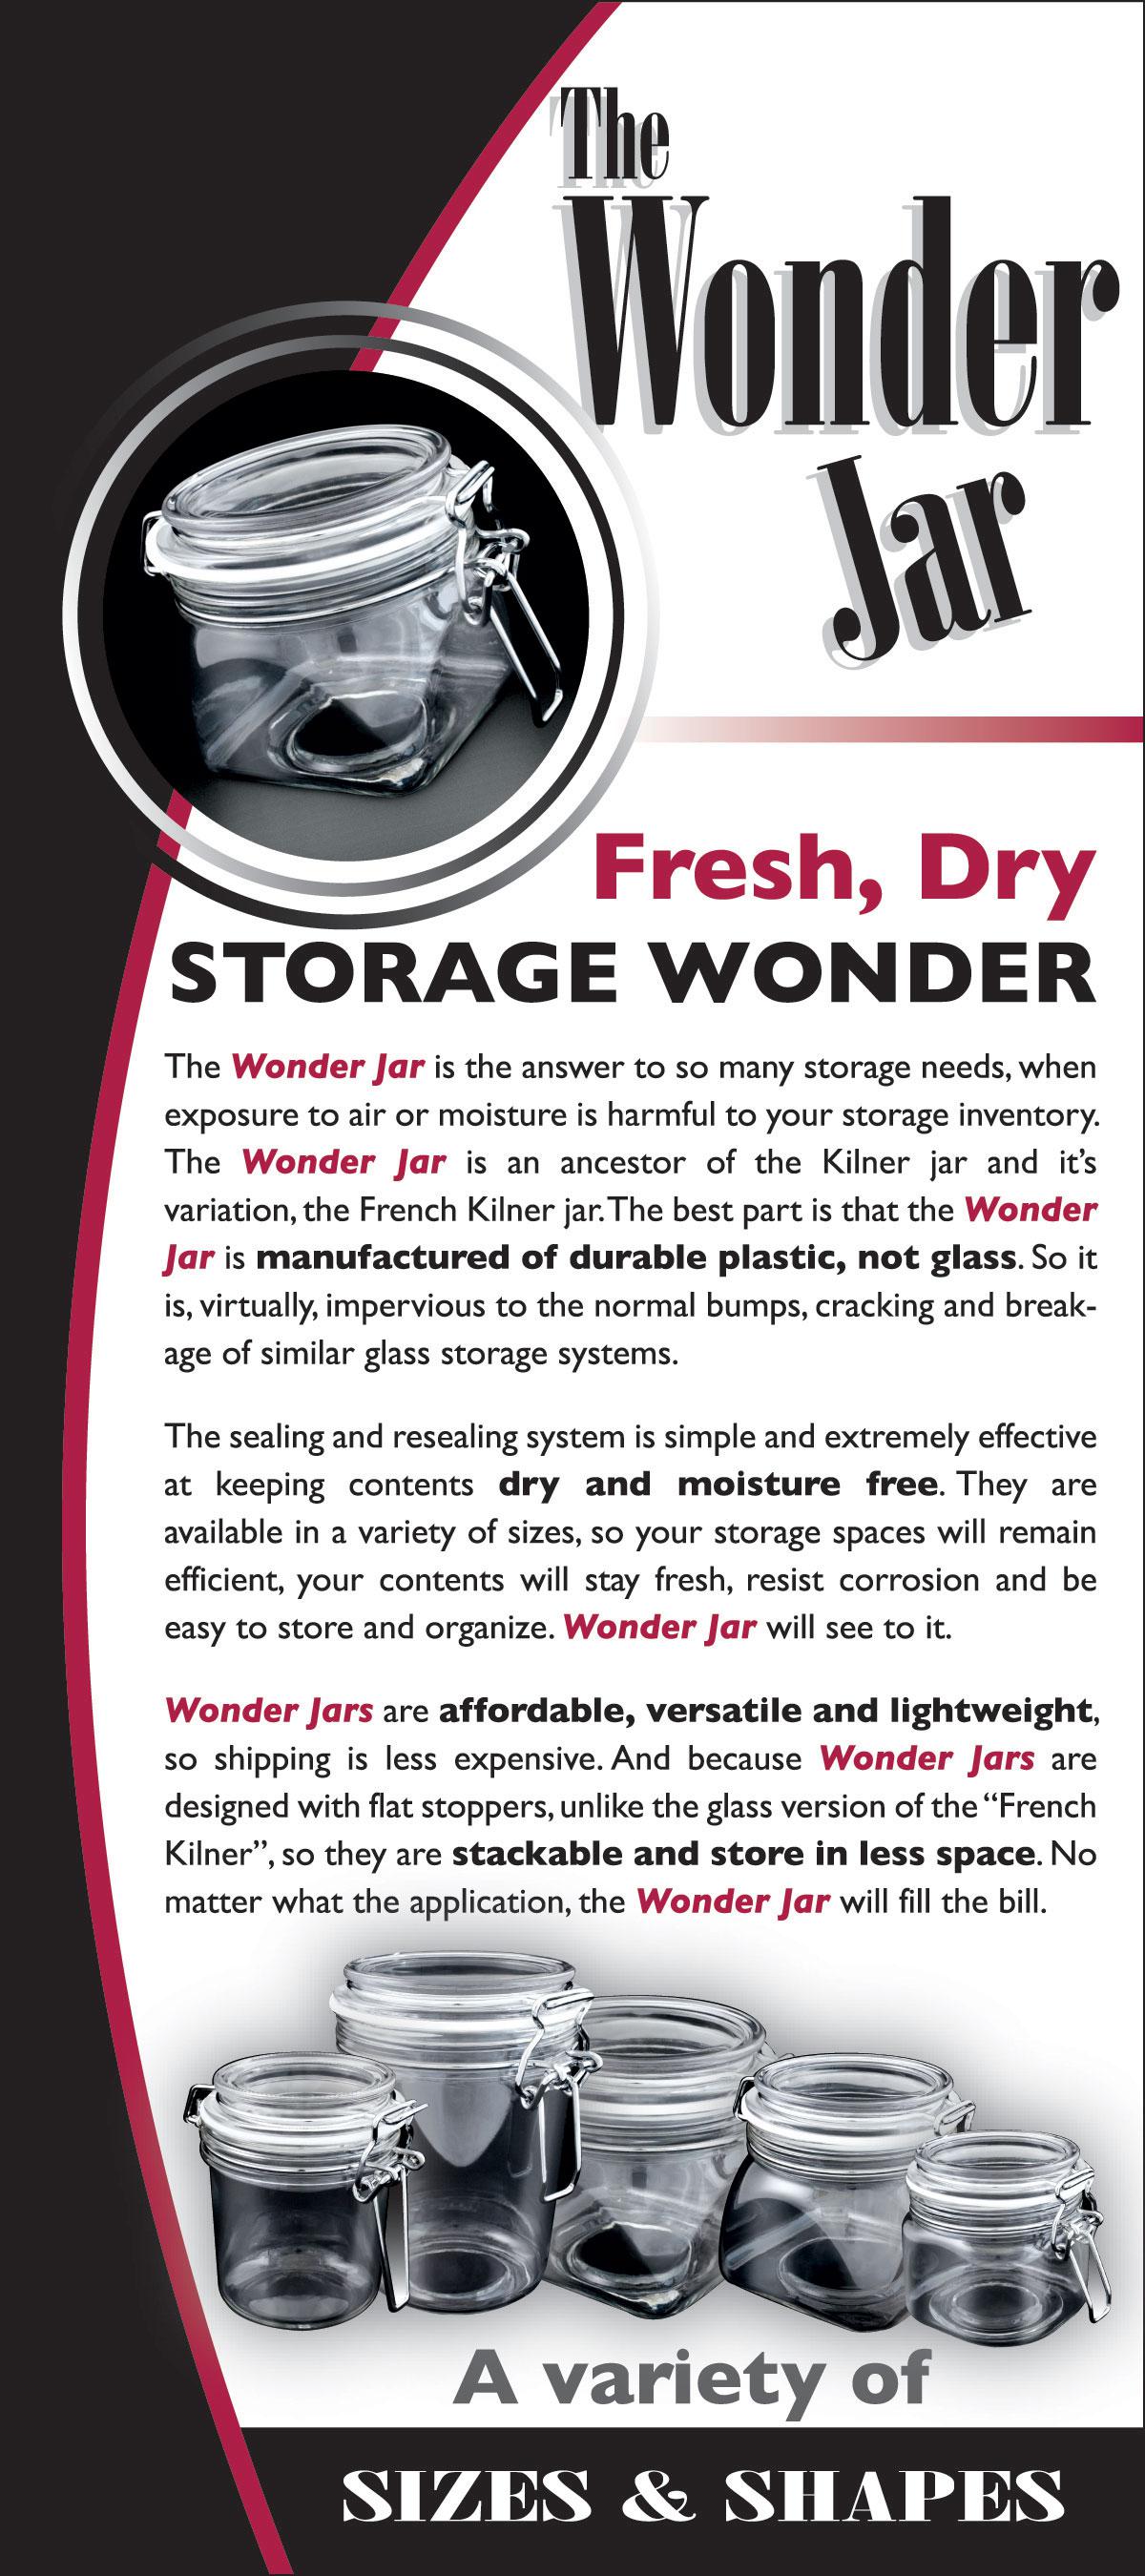 The
Wonder
Jar
Fresh, Dry
STORAGE WONDER
The Wonder Jar is the answer to so many storage needs, when
exposure to air or moisture is harmful to your storage inventory.
The Wonder Jar is an ancestor of the Kilner jar and it’s
variation, the French Kilner jar. The best part is that the Wonder
Jar is manufactured of durable plastic, not glass. So it
is, virtually, impervious to the normal bumps, cracking and break-
age of similar glass storage systems.
The sealing and resealing system is simple and extremely effective
at keeping contents dry and moisture free. They are
available in a variety of sizes, so your storage spaces will remain
efficient, your contents will stay fresh, resist corrosion and be
easy to store and organize. Wonder Jar will see to it.
Wonder Jars are affordable, versatile and lightweight,
so shipping is less expensive. And because Wonder Jars are
designed with flat stoppers, unlike the glass version of the “French
Kilner”, so they are stackable and store in less space. No
matter what the application, the Wonder Jar will fill the bill.
A variety of
SIZES & SHAPES